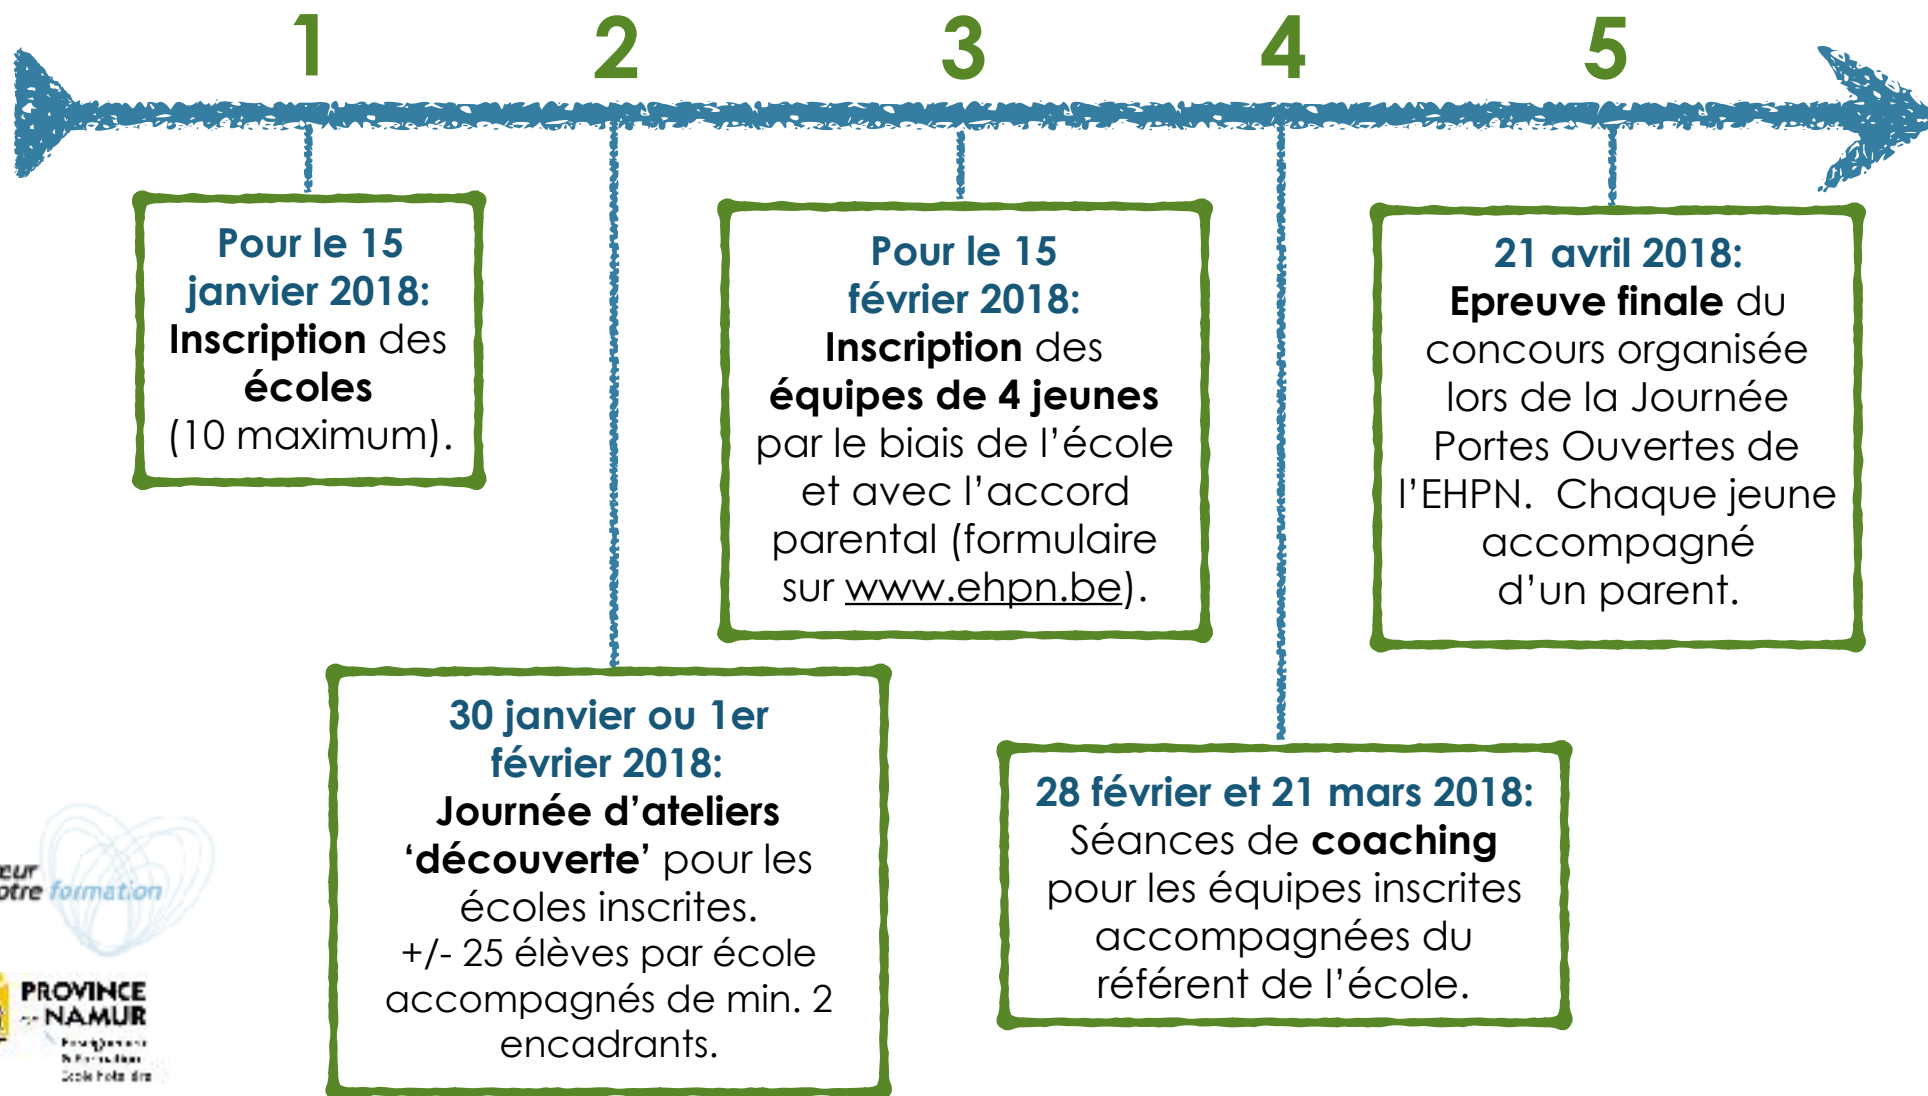 1
2
3
4
5
Pour le 15
janvier 2018:
Inscription des
écoles
(10 maximum).
30 janvier ou 1er
février 2018:
Journée d’ateliers
‘découverte’ pour les
écoles inscrites.
+/- 25 élèves par école
accompagnés de min. 2
encadrants.
Pour le 15
février 2018:
Inscription des
équipes de 4 jeunes
par le biais de l’école
et avec l’accord
parental (formulaire
sur www.ehpn.be).
28 février et 21 mars 2018:
Séances de coaching
pour les équipes inscrites
accompagnées du
référent de l’école.
21 avril 2018:
Epreuve finale du
concours organisée
lors de la Journée
Portes Ouvertes de
l’EHPN. Chaque jeune
accompagné
d’un parent.
formation
PROVINCE
NAMUR